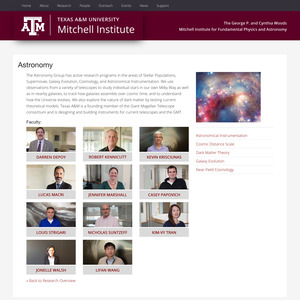 Home About Research People Outreach Events Support
TEXAS A&M UNIVERSITY
Mitchell Institute
The George P. and Cynthia Woods
Mitchell Institute for Fundamental Physics and Astronomy
Astronomy
The Astronomy Group has active research programs in the areas of Stellar Populations,
Supernovae, Galaxy Evolution, Cosmology, and Astronomical Instrumentation. We use
observations from a variety of telescopes to study individual stars in our own Milky Way as well
as in nearby galaxies, to track how galaxies assemble over cosmic time, and to understand
how the Universe evolves. We also explore the nature of dark matter by testing current
theoretical models. Texas A&M is a founding member of the Giant Magellan Telescope
consortium and is designing and building instruments for current telescopes and the GMT.
Faculty:
DARREN DEPOY ROBERT KENNICUTT KEVIN KRISCIUNAS
LUCAS MACRI JENNIFER MARSHALL CASEY PAPOVICH
LOUIS STRIGARI NICHOLAS SUNTZEFF KIM-VY TRAN
JONELLE WALSH LIFAN WANG
< Back to Research Overview
Astronomical Instrumentation
Cosmic Distance Scale
Dark Matter Theory
Galaxy Evolution
Near-Field Cosmology